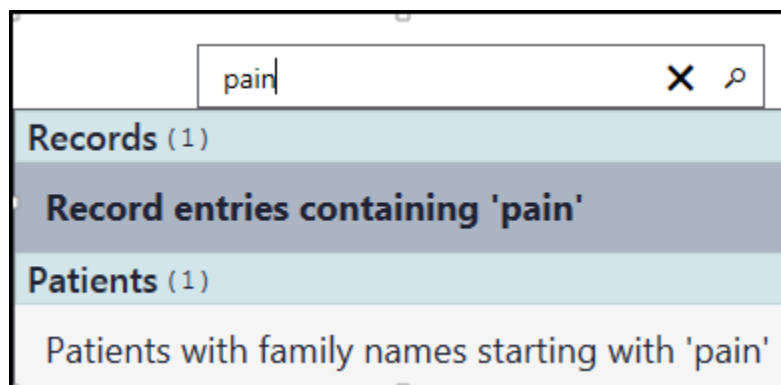 pain
Records (1)
Record entries containing 'pain'
Patients (1)
Patients with family names starting with 'pain'